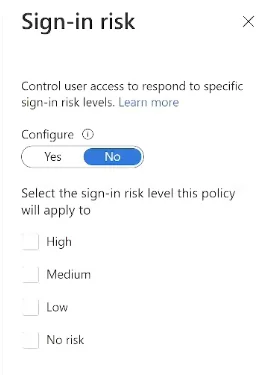 Sign-in risk
Control user access to respond to specific
sign-in risk levels. Learn more
Configure
Yes No
Select the sign-in risk level this policy
will apply to
High
Medium
Low
No risk